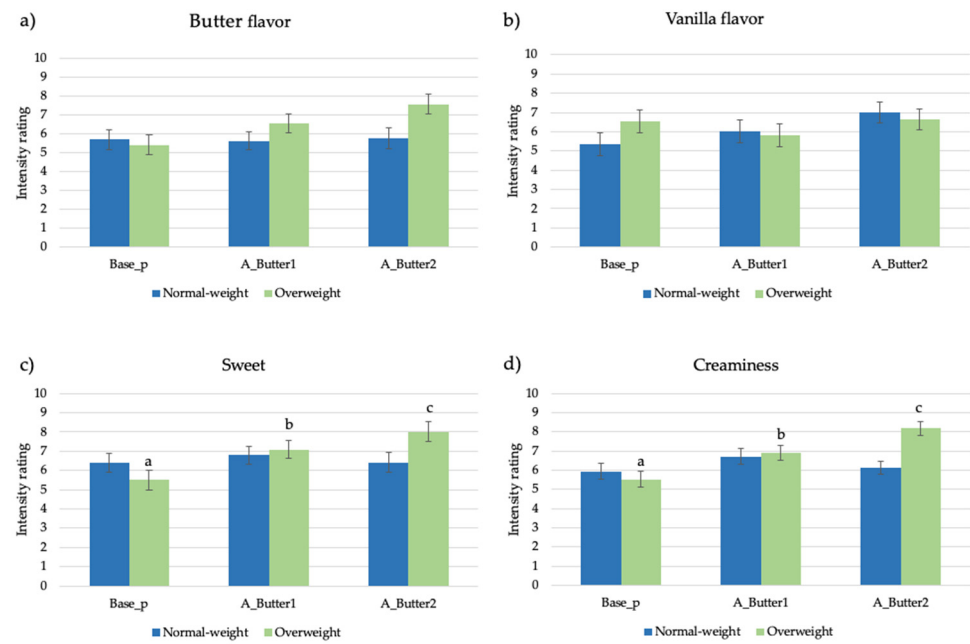 a) Butter flavor
10
9
8
7
6
5
4
3
2
1
0
Intensity rating
Base_p A_Butter1 A_Butter2
Normal-weight Overweight
b) Vanilla flavor
10
9
8
7
6
5
4
3
2
1
0
Intensity rating
Base_p A_Butter1 A_Butter2
Normal-weight Overweight
c) Sweet
10
9
8
7
6
5
4
3
2
1
0
Intensity rating
a b c
Base_p A_Butter1 A_Butter2
Normal-weight Overweight
d) Creaminess
10
9
8
7
6
5
4
3
2
1
0
Intensity rating
a b c
Base_p A_Butter1 A_Butter2
Normal-weight Overweight